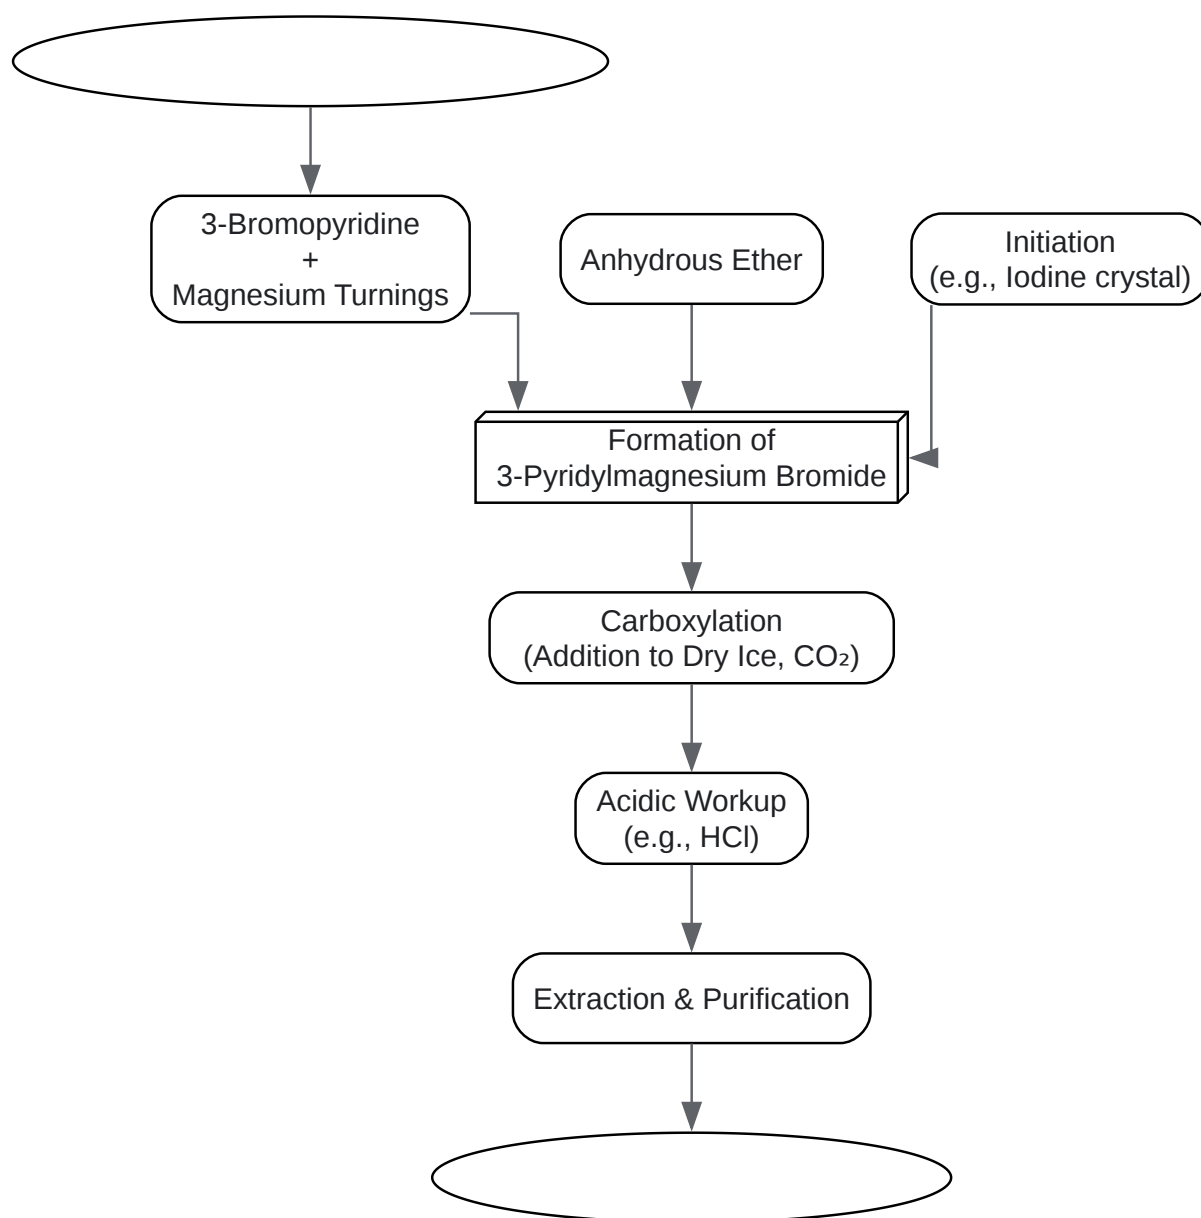 3-Bromopyridine
+
Magnesium Turnings
Anhydrous Ether
Initiation
(e.g., Iodine crystal)
Formation of
3-Pyridylmagnesium Bromide
Carboxylation
(Addition to Dry Ice, CO₂)
Acidic Workup
(e.g., HCl)
Extraction & Purification